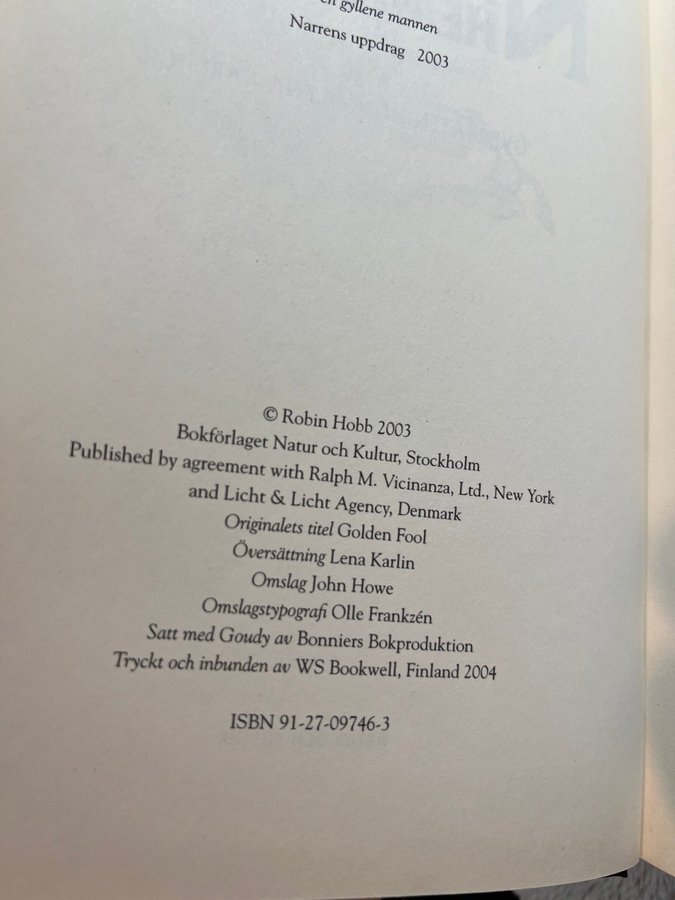 gyllene mannen
Narrens uppdrag 2003
© Robin Hobb 2003
Bokförlaget Natur och Kultur, Stockholm
Published by agreement with Ralph M. Vicinanza, Ltd., New York
and Licht & Licht Agency, Denmark
Originalets titel Golden Fool
Översättning Lena Karlin
Omslag John Howe
Omslagstypografi Olle Frankzén
Satt med Goudy av Bonniers Bokproduktion
Tryckt och inbunden av WS Bookwell, Finland 2004
ISBN 91-27-09746-3